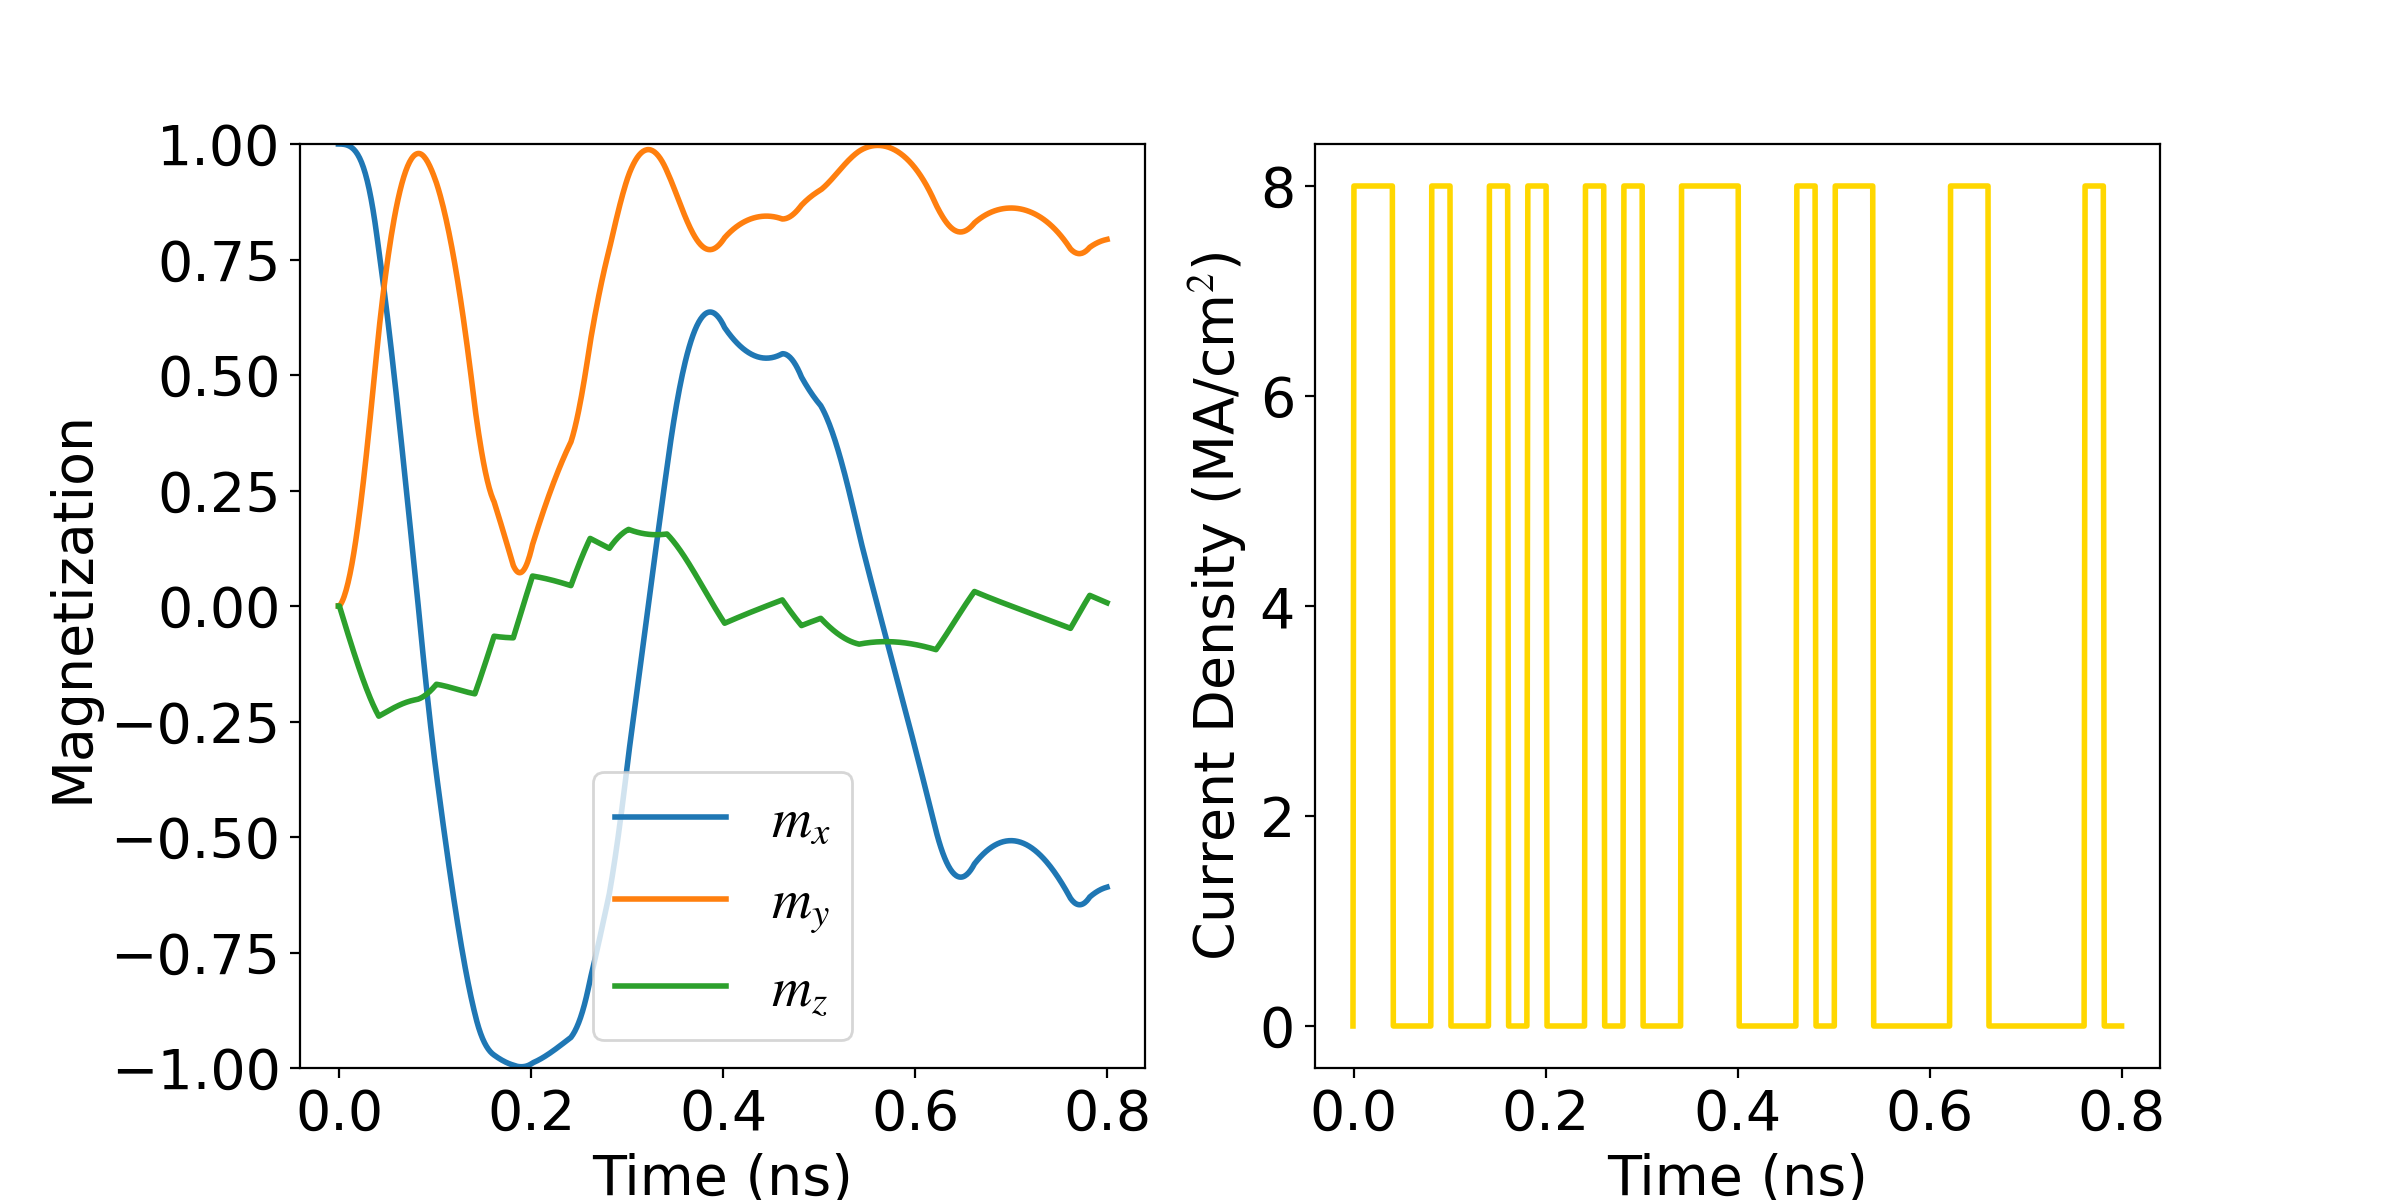 1.00
0.75
0.50
0.25
0.00
−0.25
−0.50
−0.75
−1.00
Magnetization
0.0 0.2 0.4 0.6 0.8
Time (ns)
m_x
m_y
m_z
8
6
4
2
0
Current Density (MA/cm²)
0.0 0.2 0.4 0.6 0.8
Time (ns)